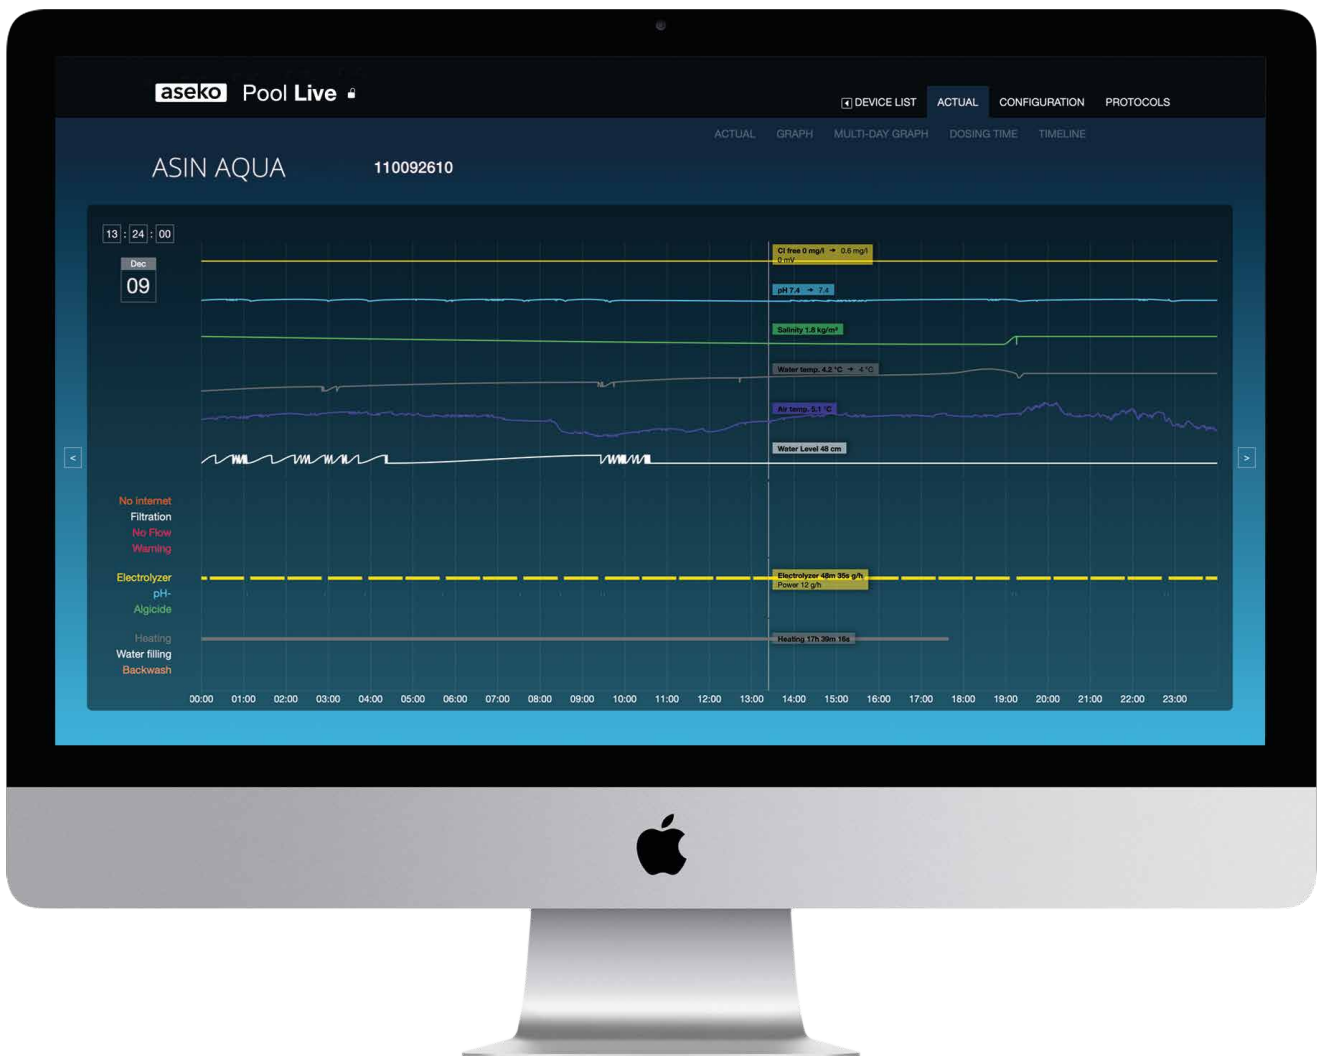 aseko Pool Live
DEVICE LIST ACTUAL CONFIGURATION PROTOCOLS
ACTUAL GRAPH MULTI-DAY GRAPH DOSING TIME TIMELINE
ASIN AQUA 110092610
13 : 24 : 00
Dec
09
Cl free 0 mg/l → 0.6 mg/l
0 mV
pH 7.4 → 7.4
Salinity 1.8 kg/m³
Water temp. 4.2 °C → 4 °C
Air temp. 5.1 °C
Water Level 48 cm
< >
No internet
Filtration
No Flow
Warning
Electrolyzer
Electrolyzer 48m 35s g/h
Power 12 g/h
pH-
Algicide
Heating
Heating 17h 39m 16s
Water filling
Backwash
00:00 01:00 02:00 03:00 04:00 05:00 06:00 07:00 08:00 09:00 10:00 11:00 12:00 13:00 14:00 15:00 16:00 17:00 18:00 19:00 20:00 21:00 22:00 23:00